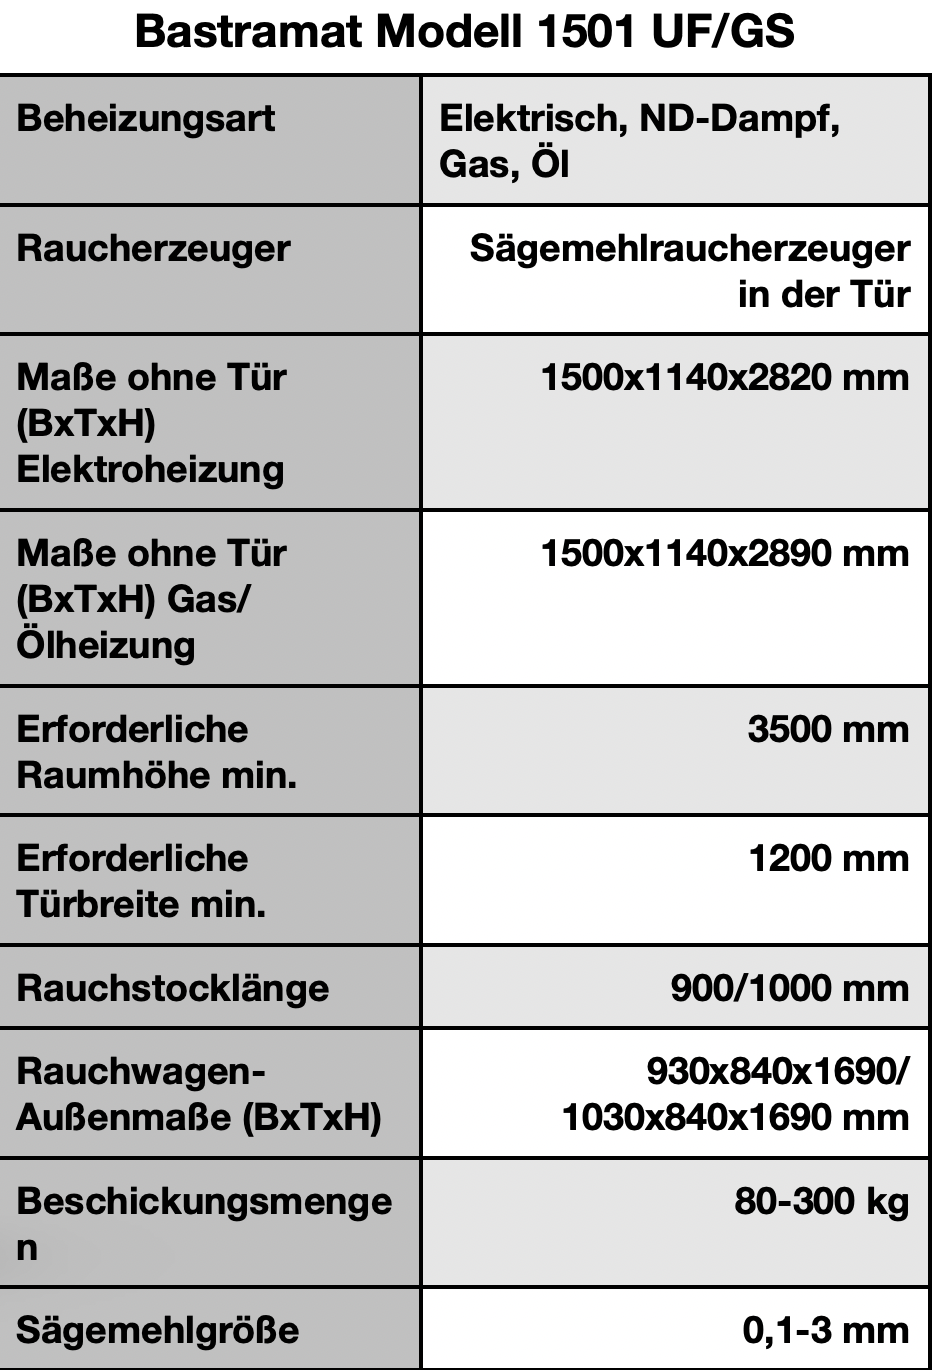 Bastramat Modell 1501 UF/GS
Beheizungsart
Elektrisch, ND-Dampf,
Gas, Öl
Raucherzeuger
Sägemehlraucherzeuger
in der Tür
Maße ohne Tür
(BxTxH)
Elektroheizung
1500x1140x2820 mm
Maße ohne Tür
(BxTxH) Gas/
Ölheizung
1500x1140x2890 mm
Erforderliche
Raumhöhe min.
3500 mm
Erforderliche
Türbreite min.
1200 mm
Rauchstocklänge
900/1000 mm
Rauchwagen-
Außenmaße (BxTxH)
930x840x1690/
1030x840x1690 mm
Beschickungsmenge
n
80-300 kg
Sägemehlgröße
0,1-3 mm